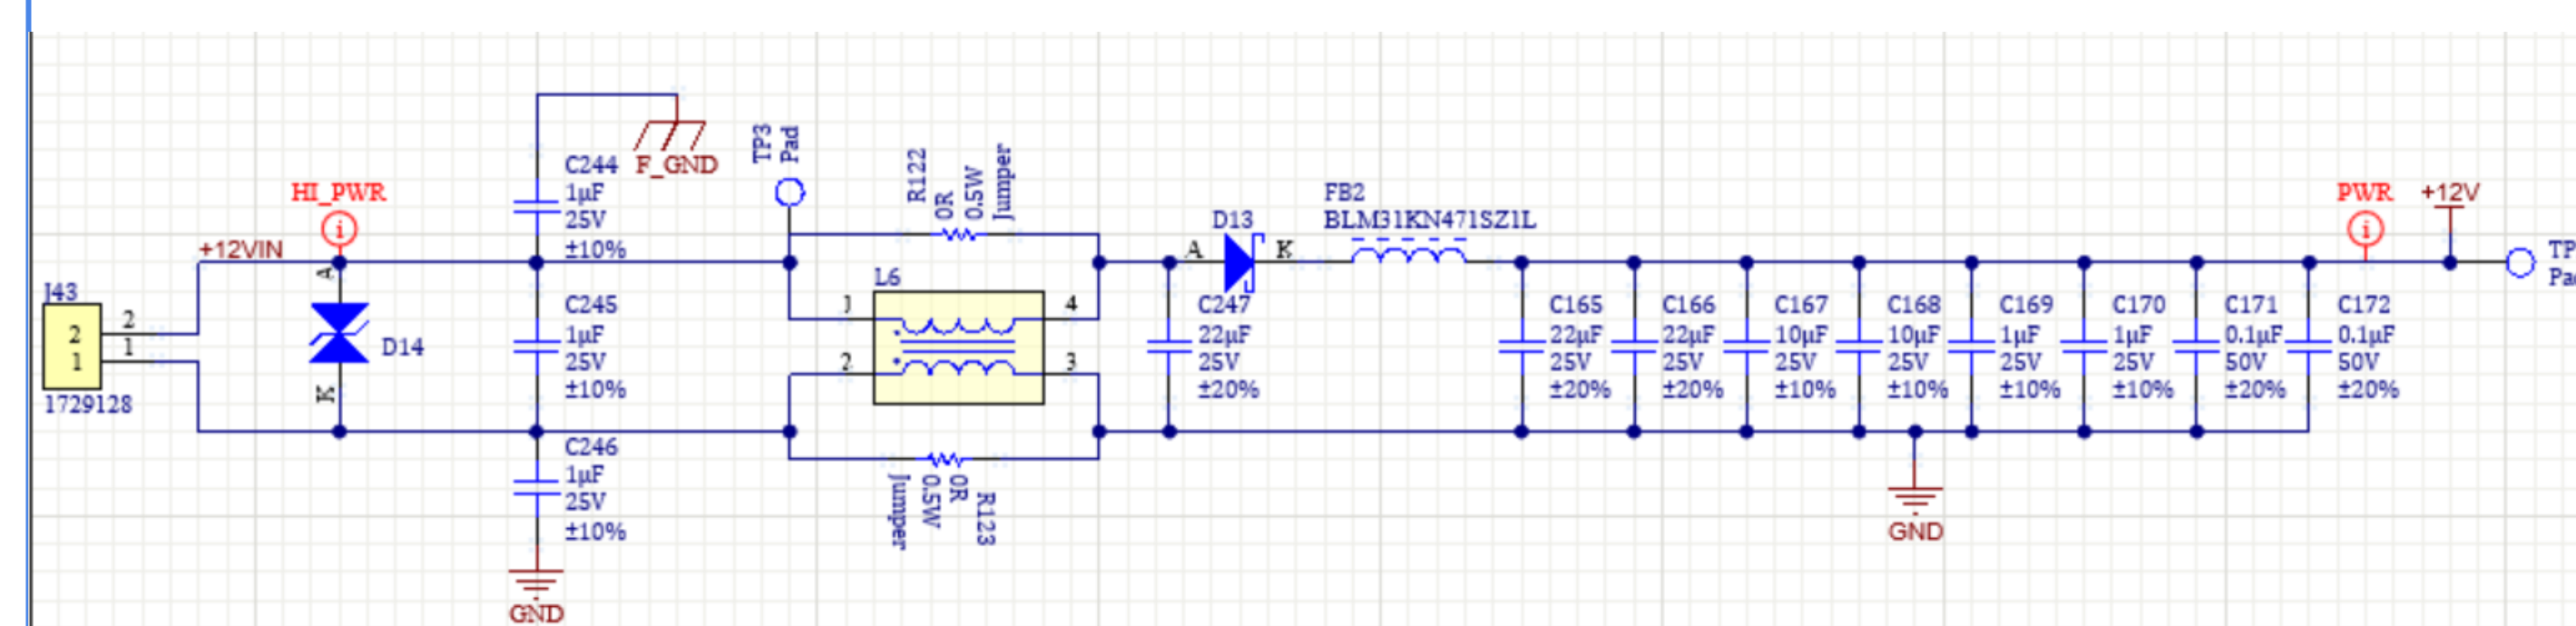 C244
1µF
25V
±10%
F_GND
TP3
Pad
HI_PWR
i
+12VIN
A
K
D14
J43
2
1
2
1
1729128
C245
1µF
25V
±10%
C246
1µF
25V
±10%
GND
R122
0R
0.5W
Jumper
L6
1
4
2
3
R123
0R
0.5W
Jumper
C247
22µF
25V
±20%
D13
A
K
FB2
BLM31KN471SZ1L
C165
22µF
25V
±20%
C166
22µF
25V
±20%
C167
10µF
25V
±10%
C168
10µF
25V
±10%
C169
1µF
25V
±10%
C170
1µF
25V
±10%
C171
0.1µF
50V
±20%
C172
0.1µF
50V
±20%
GND
PWR
i
+12V
TP
Pa